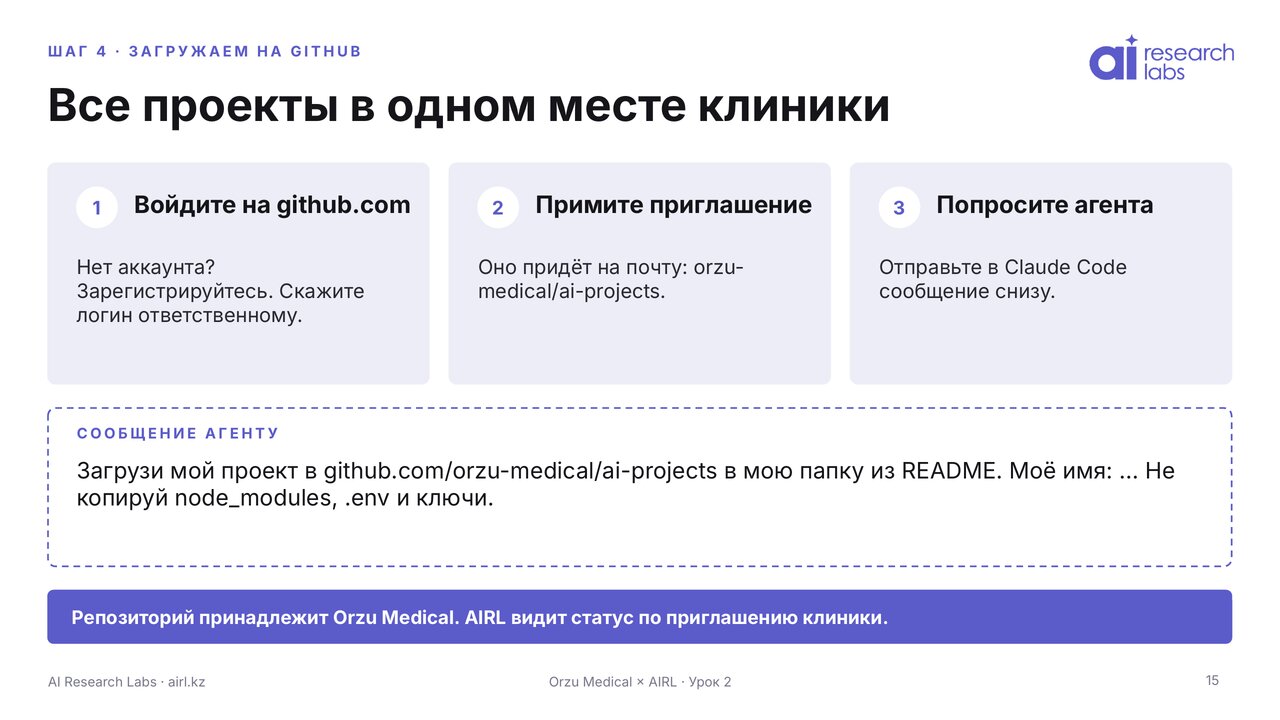 ШАГ 4 · ЗАГРУЖАЕМ НА GITHUB
ai research labs
Все проекты в одном месте клиники
1 Войдите на github.com
Нет аккаунта?
Зарегистрируйтесь. Скажите
логин ответственному.
2 Примите приглашение
Оно придёт на почту: orzu-
medical/ai-projects.
3 Попросите агента
Отправьте в Claude Code
сообщение снизу.
СООБЩЕНИЕ АГЕНТУ
Загрузи мой проект в github.com/orzu-medical/ai-projects в мою папку из README. Моё имя: ... Не
копируй node_modules, .env и ключи.
Репозиторий принадлежит Orzu Medical. AIRL видит статус по приглашению клиники.
AI Research Labs · airl.kz
Orzu Medical × AIRL · Урок 2
15